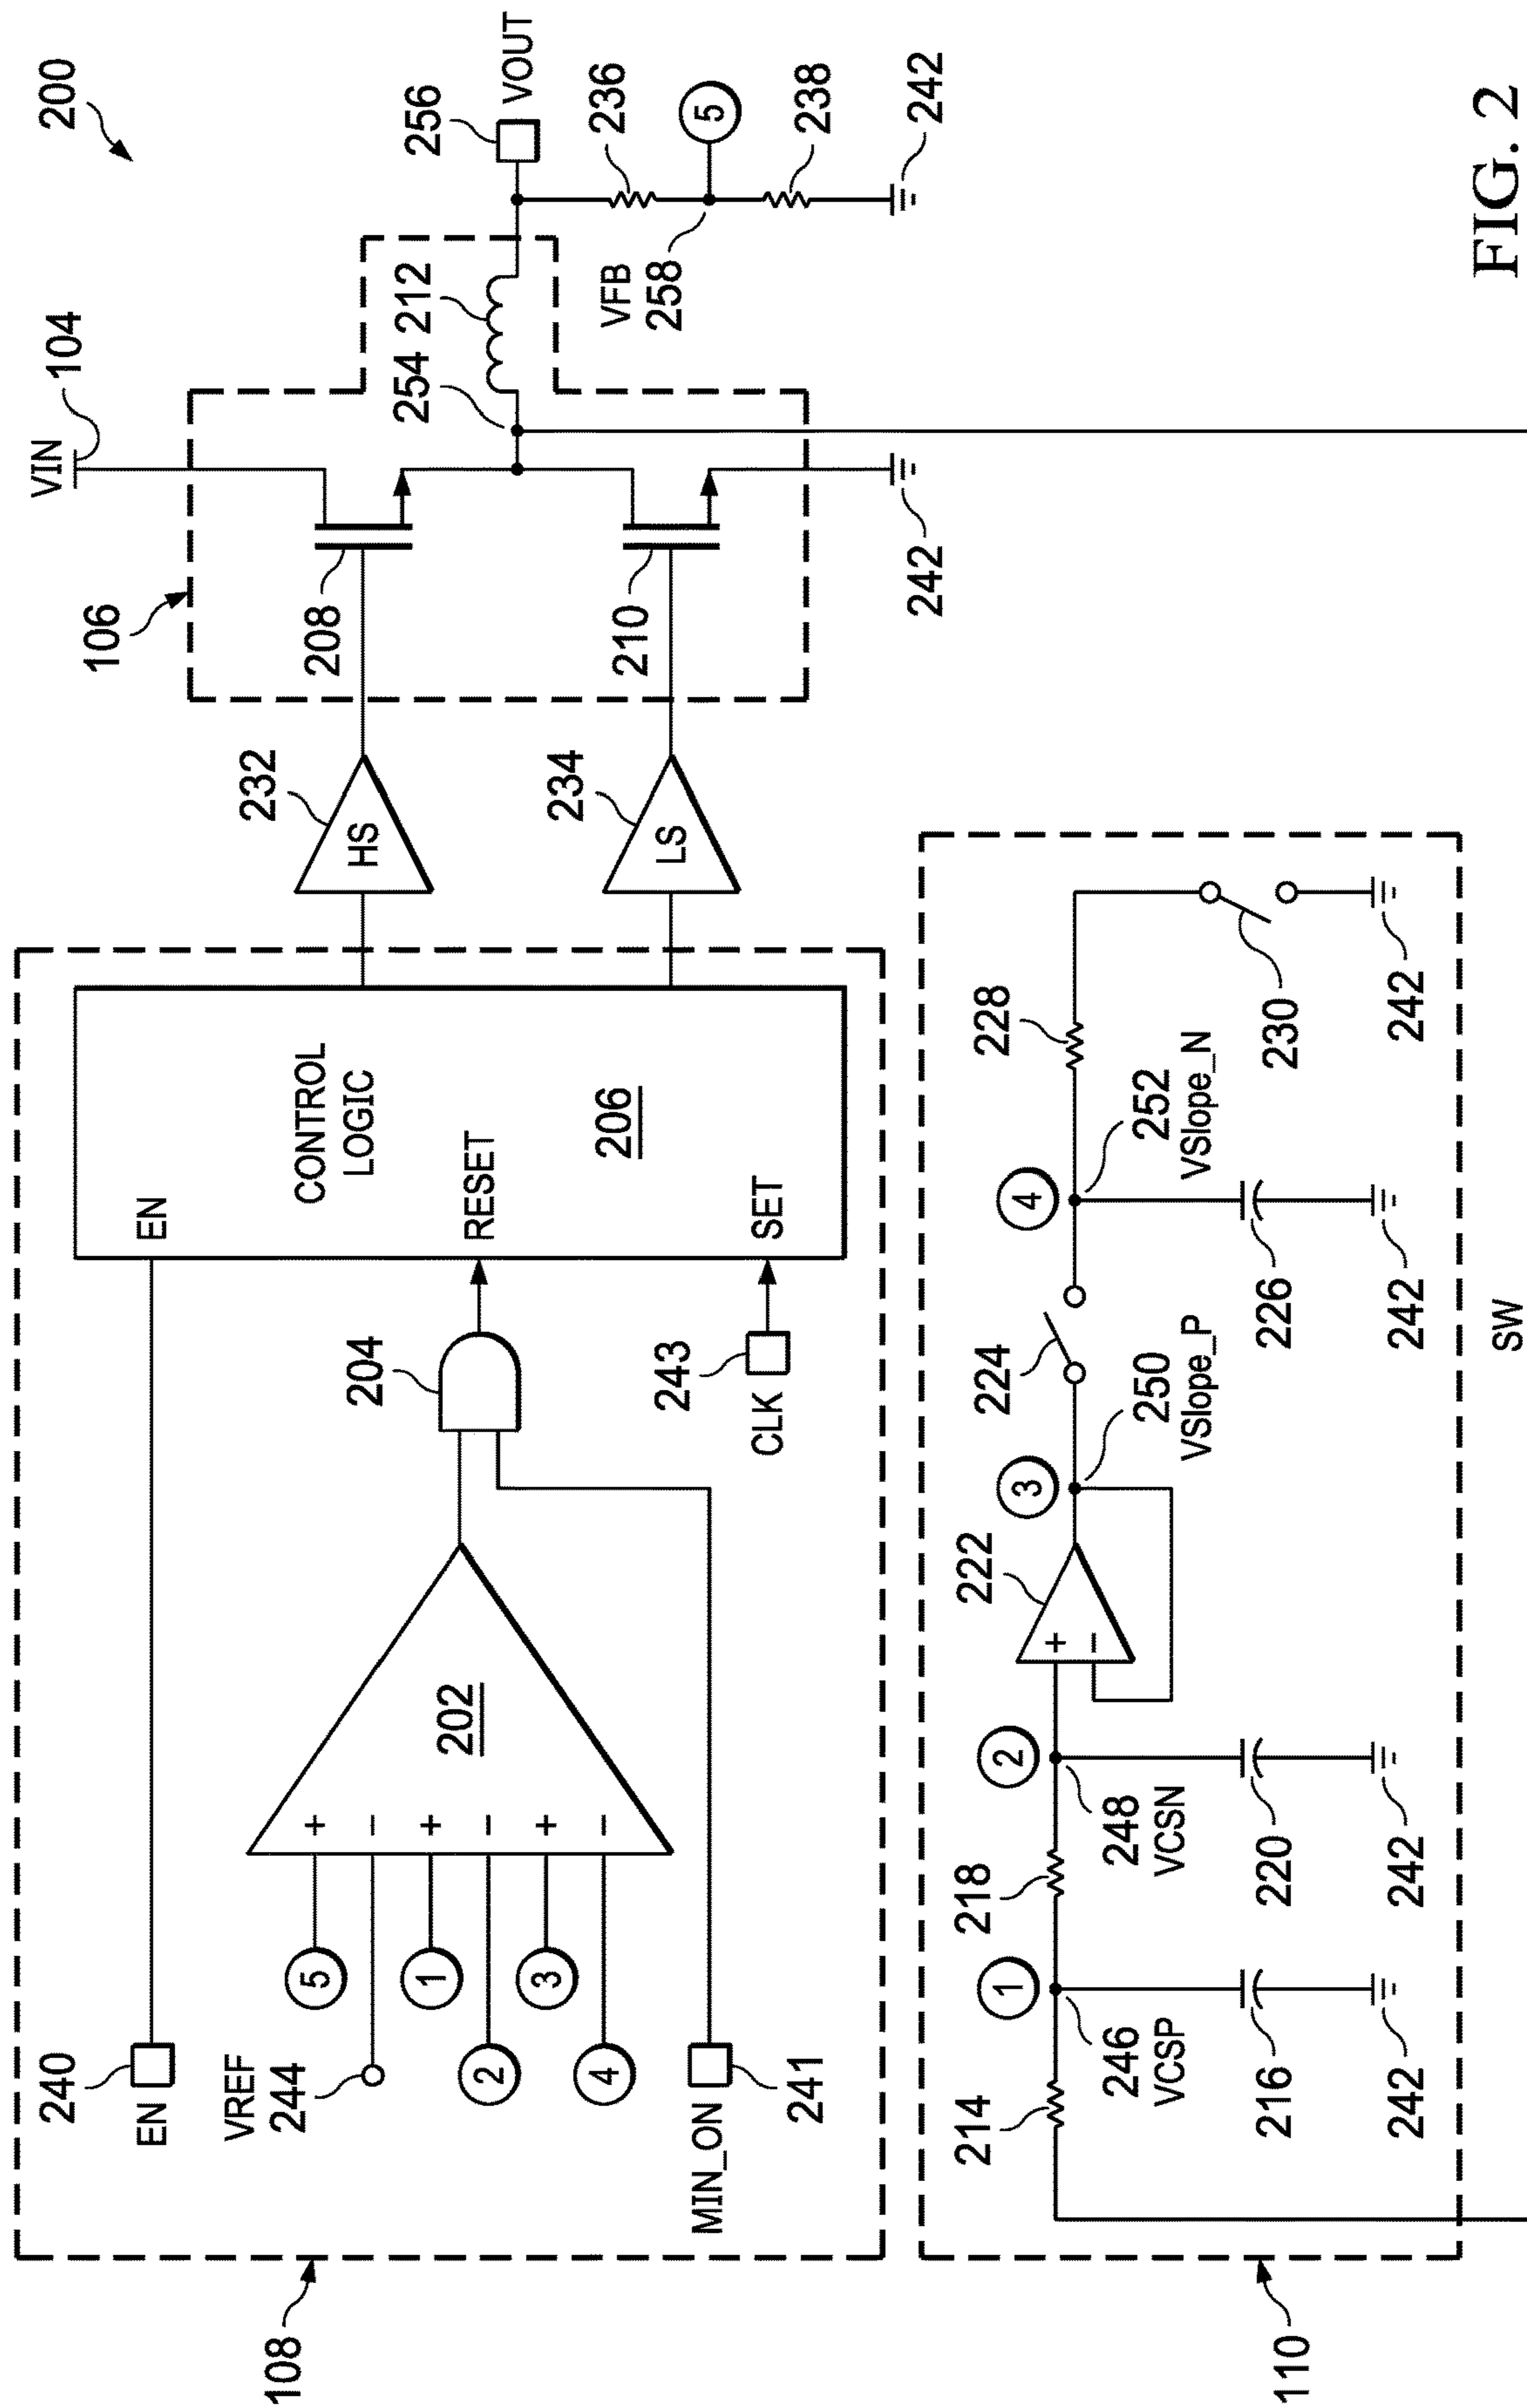 200
106
VIN
104
256
VOUT
232
HS
208
254
212
236
5
VFB
258
238
242
234
LS
210
242
108
240
EN
EN
CONTROL
LOGIC
5
+
VREF
244
−
1
+
202
204
RESET
206
2
−
3
+
4
−
MIN_ON
241
243
CLK
SET
110
214
1
246
VCSP
216
242
218
2
248
VCSN
220
242
222
+
−
3
250
VSlope_P
224
4
252
VSlope_N
226
242
228
230
242
SW
FIG. 2